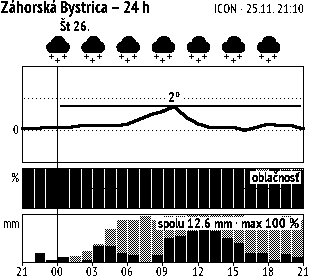 Záhorská Bystrica – 24 h
ICON · 25.11. 21:10
Št 26.
2°
0
%
oblačnosť
mm
spolu 12.6 mm · max 100 %
21 00 03 06 09 12 15 18 21